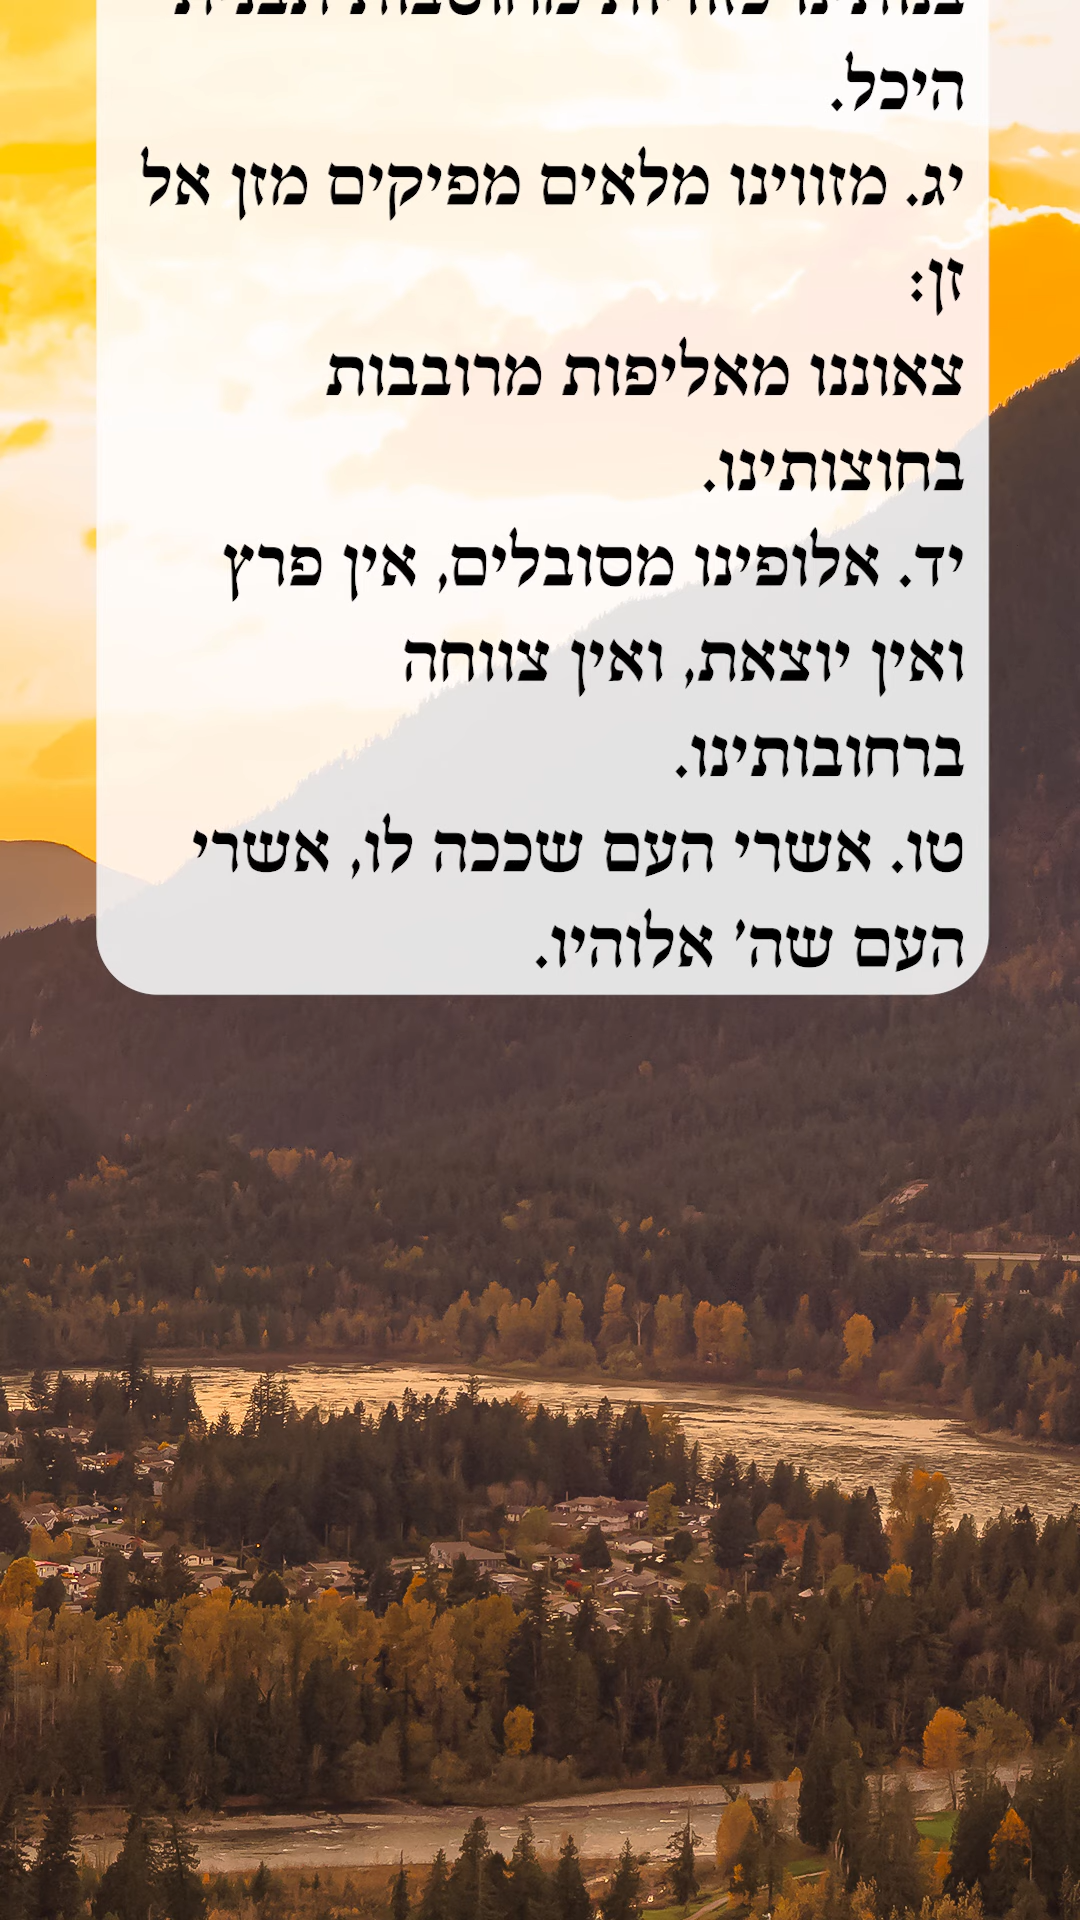 היכל.
יג. מזווינו מלאים מפיקים מזן אל
זן:
צאוננו מאליפות מרובבות
בחוצותינו.
יד. אלופינו מסובלים, אין פרץ
ואין יוצאת, ואין צווחה
ברחובותינו.
טו. אשרי העם שככה לו, אשרי
העם שה' אלוהיו.